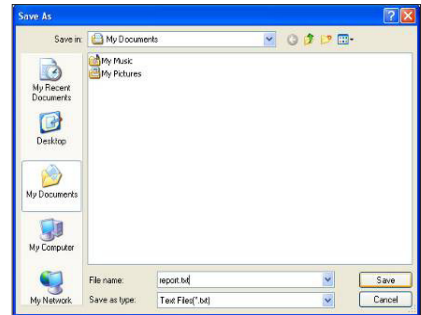 Save As
Save in:
My Documents
My Music
My Pictures
My Recent
Documents
Desktop
My Documents
My Computer
My Network
File name:
report.txt
Save
Save as type:
Text Files(*.txt)
Cancel